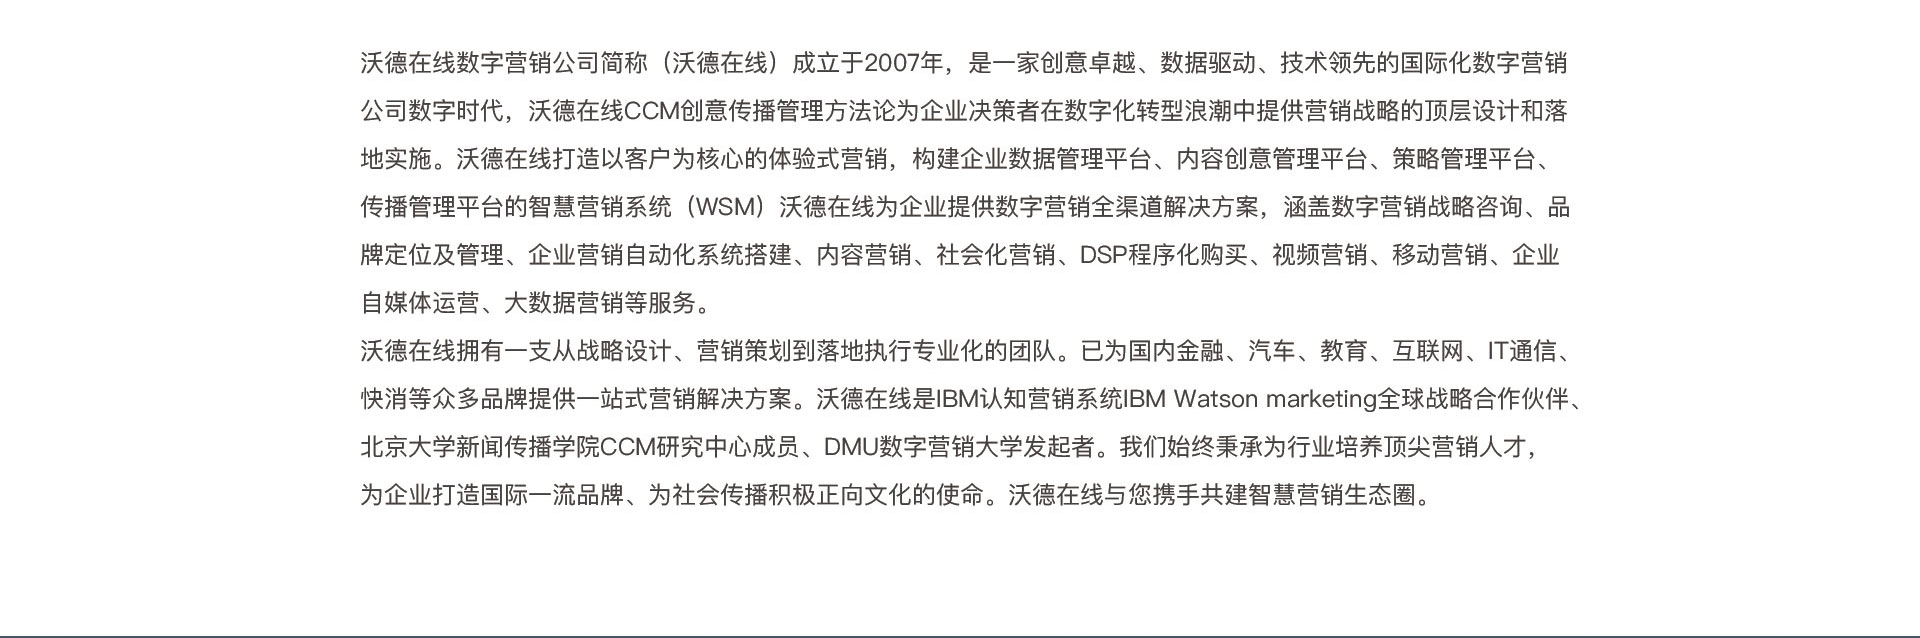 沃德在线数字营销公司简称（沃德在线）成立于2007年，是一家创意卓越、数据驱动、技术领先的国际化数字营销
公司数字时代，沃德在线CCM创意传播管理方法论为企业决策者在数字化转型浪潮中提供营销战略的顶层设计和落
地实施。沃德在线打造以客户为核心的体验式营销，构建企业数据管理平台、内容创意管理平台、策略管理平台、
传播管理平台的智慧营销系统（WSM）沃德在线为企业提供数字营销全渠道解决方案，涵盖数字营销战略咨询、品
牌定位及管理、企业营销自动化系统搭建、内容营销、社会化营销、DSP程序化购买、视频营销、移动营销、企业
自媒体运营、大数据营销等服务。
沃德在线拥有一支从战略设计、营销策划到落地执行专业化的团队。已为国内金融、汽车、教育、互联网、IT通信、
快消等众多品牌提供一站式营销解决方案。沃德在线是IBM认知营销系统IBM Watson marketing全球战略合作伙伴、
北京大学新闻传播学院CCM研究中心成员、DMU数字营销大学发起者。我们始终秉承为行业培养顶尖营销人才，
为企业打造国际一流品牌、为社会传播积极正向文化的使命。沃德在线与您携手共建智慧营销生态圈。